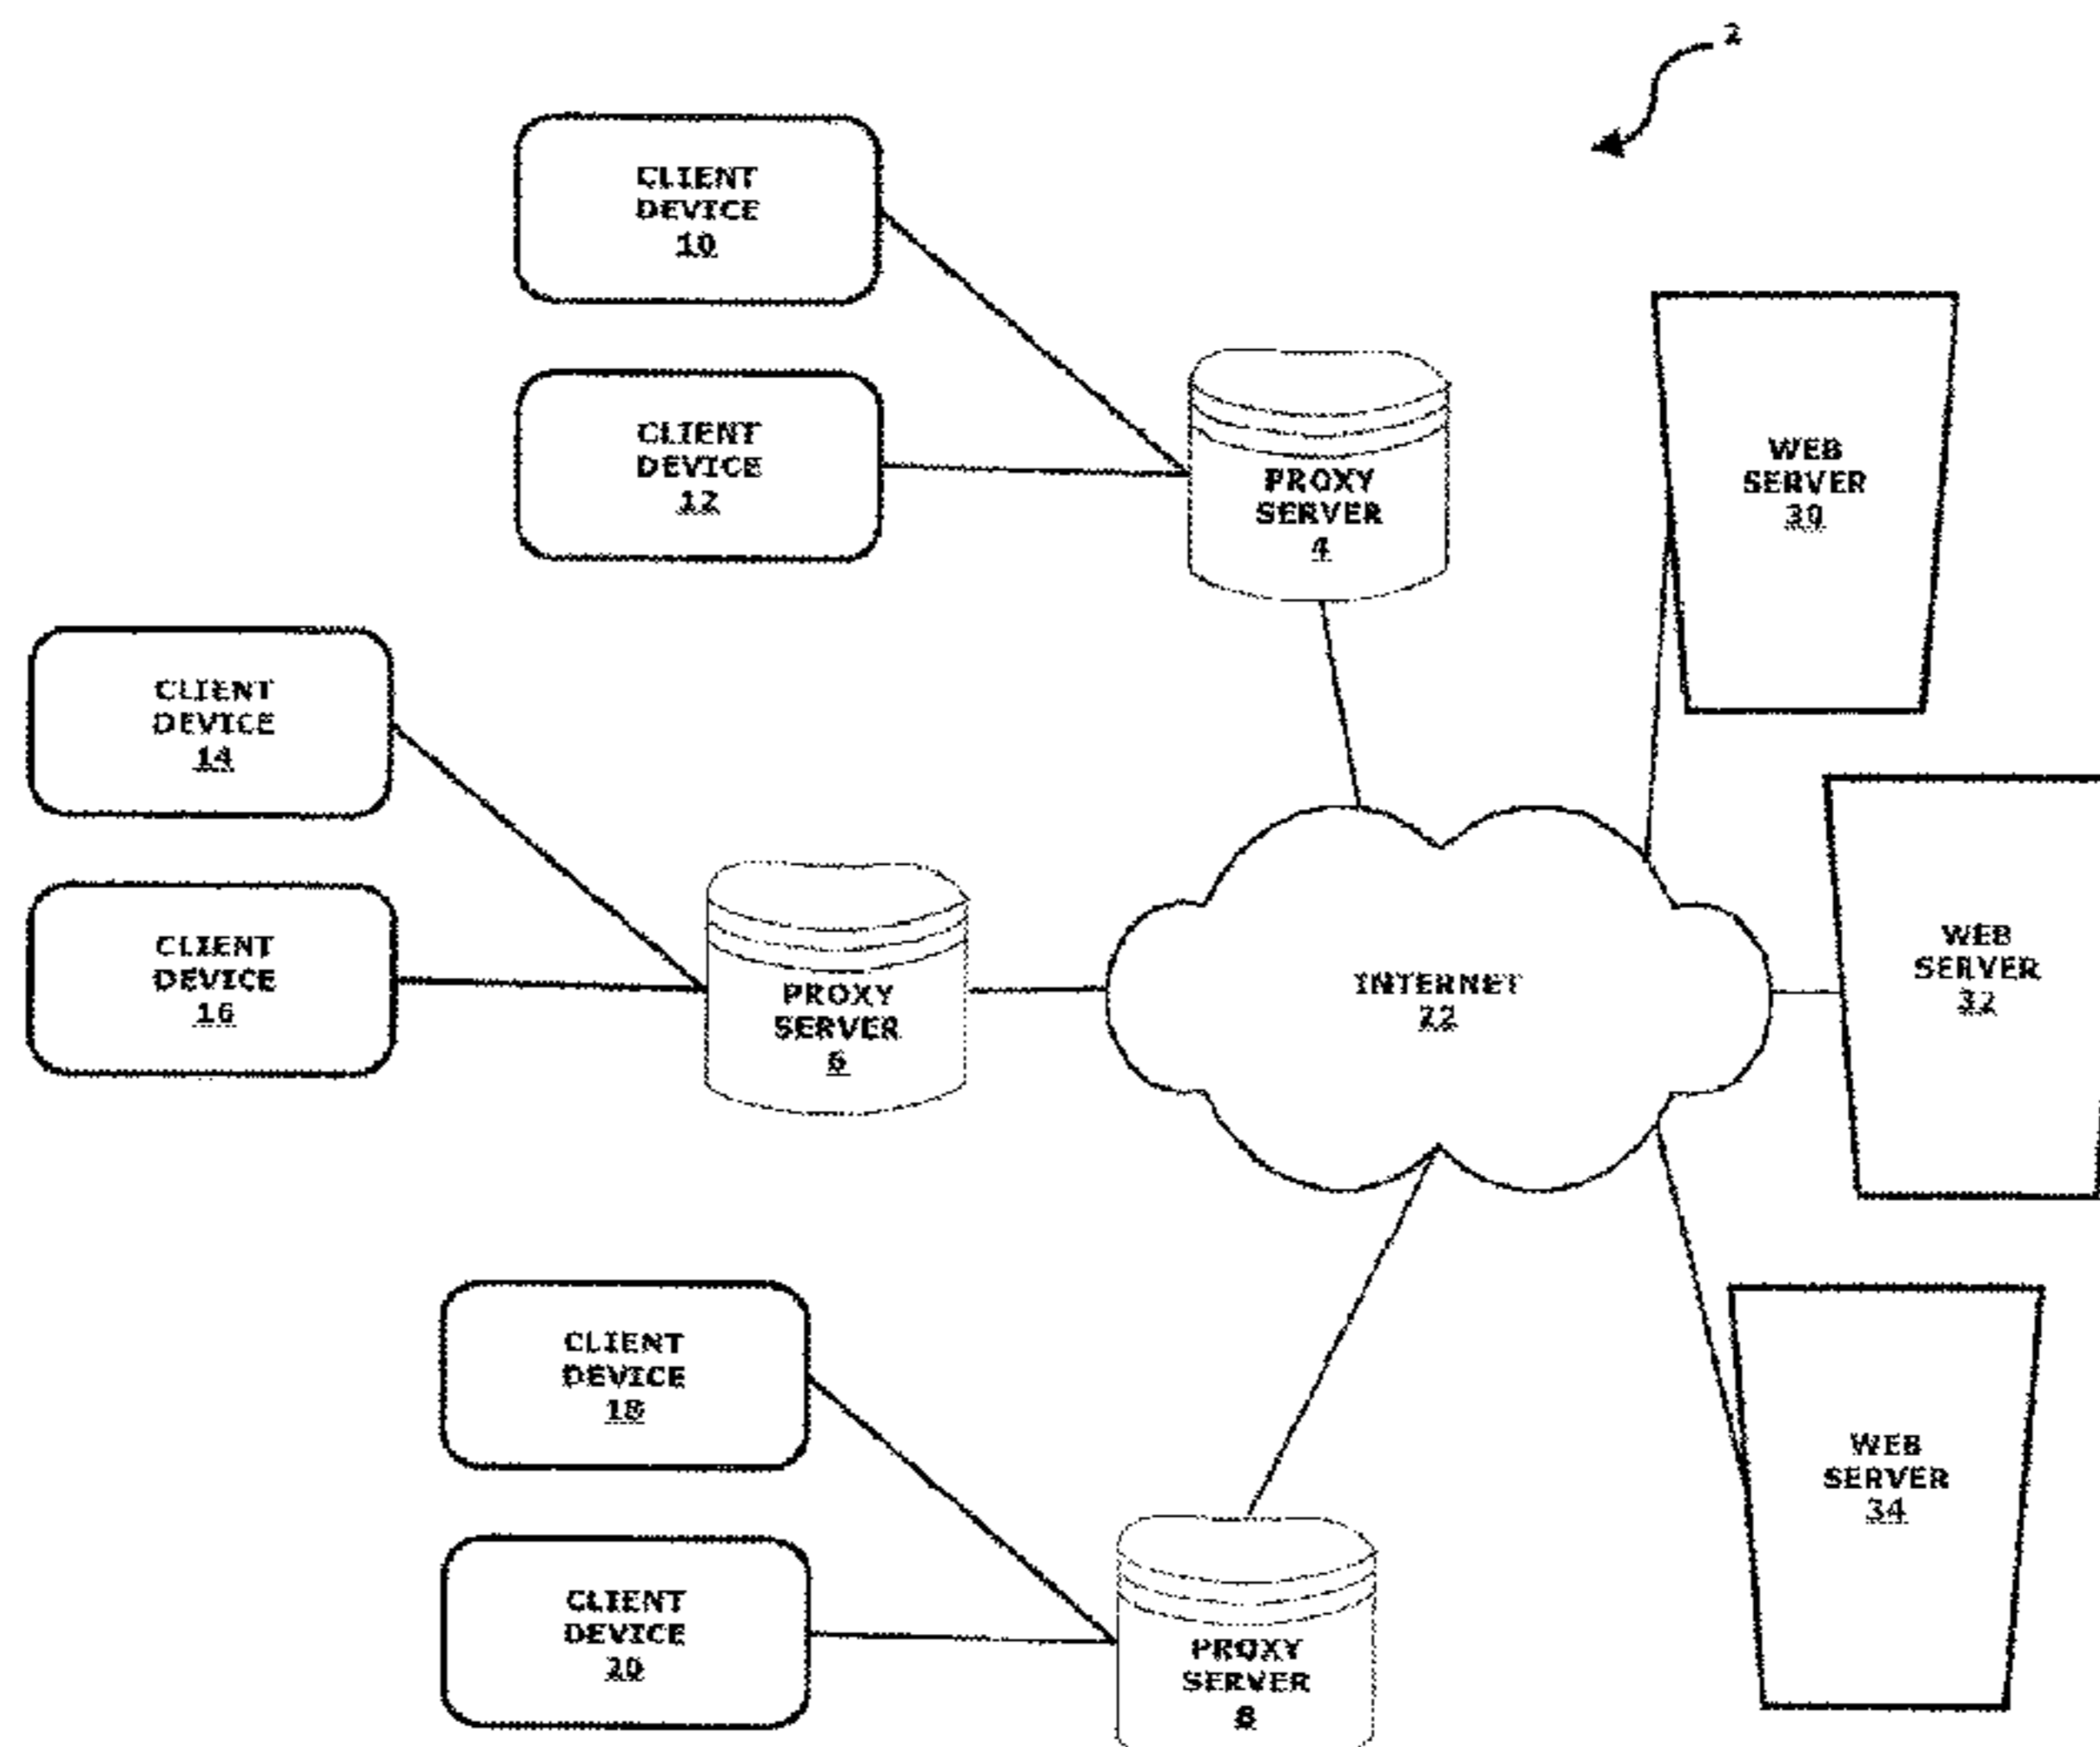 2
CLIENT
DEVICE
10
CLIENT
DEVICE
12
PROXY
SERVER
4
WEB
SERVER
30
CLIENT
DEVICE
14
CLIENT
DEVICE
16
PROXY
SERVER
6
INTERNET
22
WEB
SERVER
32
CLIENT
DEVICE
18
CLIENT
DEVICE
20
PROXY
SERVER
8
WEB
SERVER
34